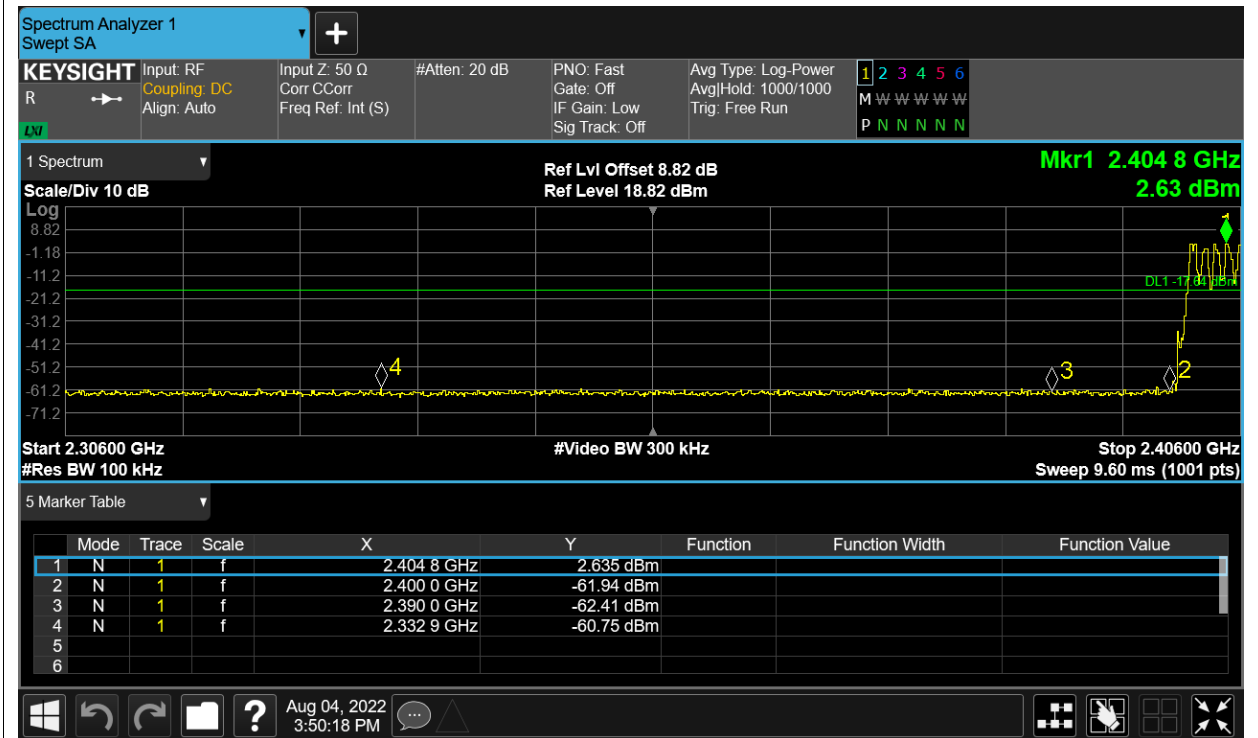 Spectrum Analyzer 1
Swept SA
KEYSIGHT Input: RF Input Z: 50 Ω #Atten: 20 dB PNO: Fast Avg Type: Log-Power 1 2 3 4 5 6
R Coupling: DC Corr CCorr Gate: Off Avg|Hold: 1000/1000 M W W W W W
Align: Auto Freq Ref: Int (S) IF Gain: Low Trig: Free Run
LXI Sig Track: Off P N N N N N
1 Spectrum Ref Lvl Offset 8.82 dB Mkr1 2.404 8 GHz
Scale/Div 10 dB Ref Level 18.82 dBm 2.63 dBm
Log
8.82
-1.18
-11.2
DL1 -17.64 dBm
-21.2
-31.2
-41.2
-51.2
4 3 2
-61.2
-71.2
Start 2.30600 GHz #Video BW 300 kHz Stop 2.40600 GHz
#Res BW 100 kHz Sweep 9.60 ms (1001 pts)
5 Marker Table
Mode Trace Scale X Y Function Function Width Function Value
1 N 1 f 2.404 8 GHz 2.635 dBm
2 N 1 f 2.400 0 GHz -61.94 dBm
3 N 1 f 2.390 0 GHz -62.41 dBm
4 N 1 f 2.332 9 GHz -60.75 dBm
5
6
? Aug 04, 2022
3:50:18 PM